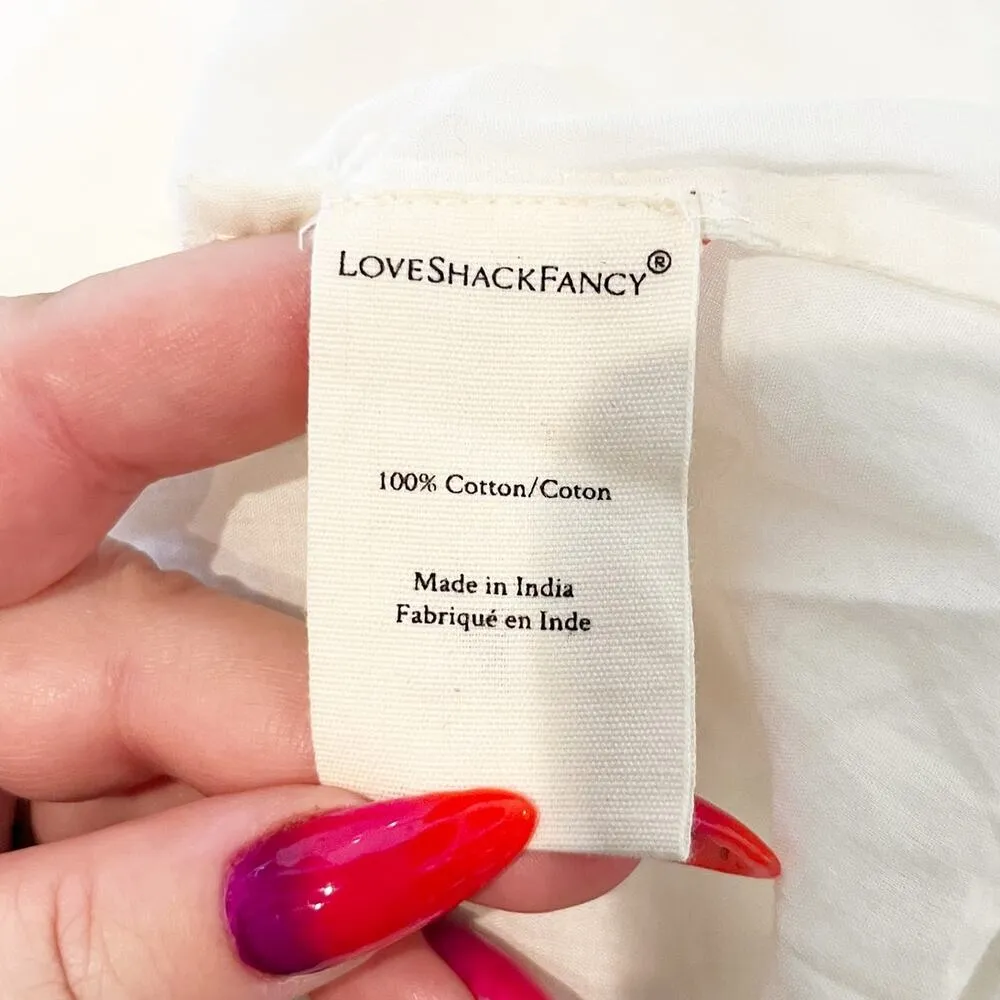 LOVESHACKFANCY®
100% Cotton/Coton
Made in India
Fabriqué en Inde